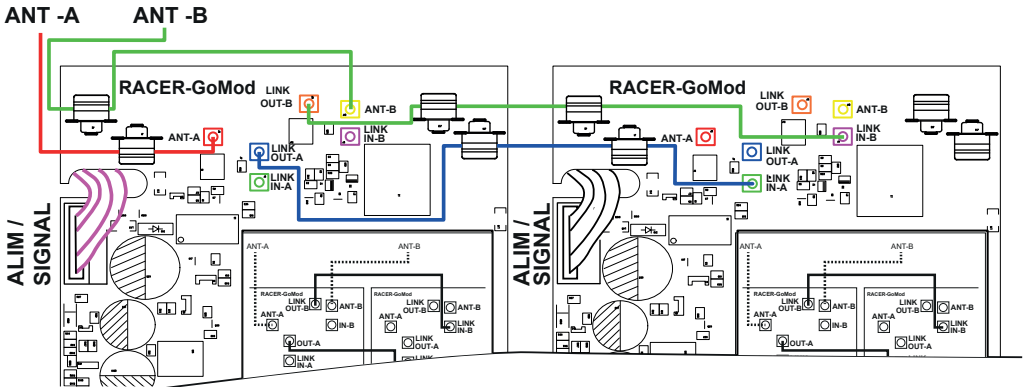 ANT -A
ANT -B
RACER-GoMod
LINK
OUT-B
ANT-B
LINK
IN-B
ANT-A
LINK
OUT-A
LINK
IN-A
ALIM /
SIGNAL
ANT-A
ANT-B
RACER-GoMod
LINK
OUT-B
ANT-B
ANT-A
IN-B
OUT-A
LINK
IN-A
RACER-GoMod
LINK
OUT-B
ANT-B
ANT-A
LINK
IN-B
LINK
OUT-A
RACER-GoMod
LINK
OUT-B
ANT-B
LINK
IN-B
ANT-A
LINK
OUT-A
LINK
IN-A
ALIM /
SIGNAL
ANT-A
ANT-B
RACER-GoMod
LINK
OUT-B
ANT-B
ANT-A
IN-B
OUT-A
LINK
IN-A
RACER-GoMod
LINK
OUT-B
ANT-B
ANT-A
LINK
IN-B
LINK
OUT-A